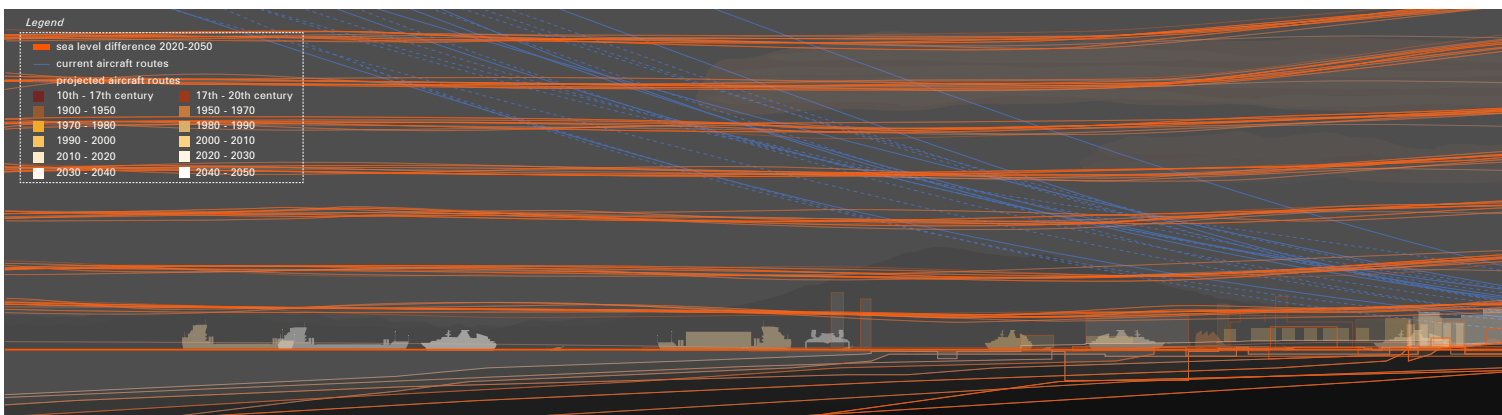 Legend
sea level difference 2020-2050
current aircraft routes
projected aircraft routes
10th - 17th century 17th - 20th century
1900 - 1950 1950 - 1970
1970 - 1980 1980 - 1990
1990 - 2000 2000 - 2010
2010 - 2020 2020 - 2030
2030 - 2040 2040 - 2050